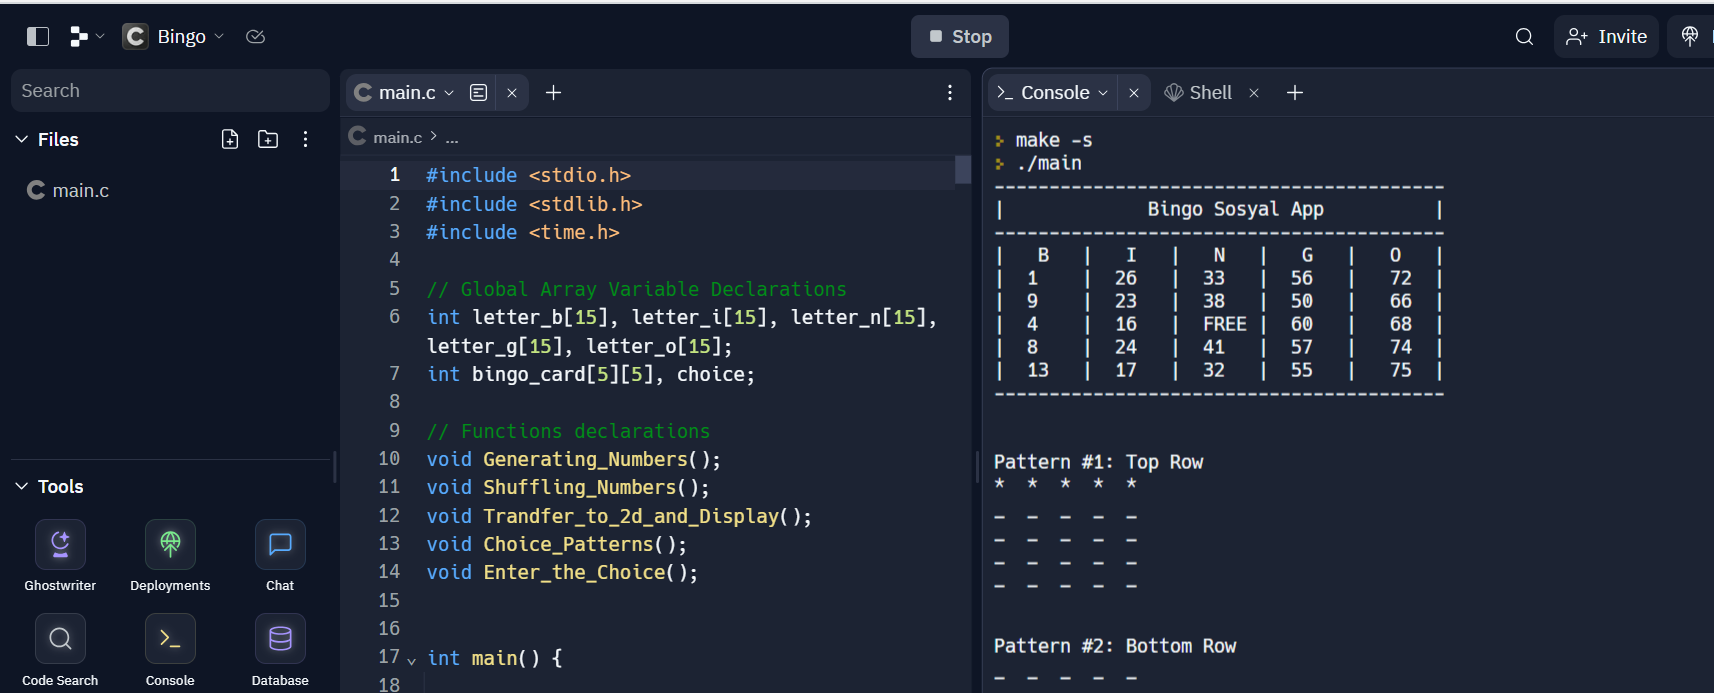 Bingo
Stop
Invite
Search
Files
main.c
Tools
Ghostwriter
Deployments
Chat
Code Search
Console
Database
main.c
main.c > ...
1 #include <stdio.h>
2 #include <stdlib.h>
3 #include <time.h>
4
5 // Global Array Variable Declarations
6 int letter_b[15], letter_i[15], letter_n[15],
letter_g[15], letter_o[15];
7 int bingo_card[5][5], choice;
8
9 // Functions declarations
10 void Generating_Numbers();
11 void Shuffling_Numbers();
12 void Trandfer_to_2d_and_Display();
13 void Choice_Patterns();
14 void Enter_the_Choice();
15
16
17 int main() {
18
Console
Shell
make -s
./main
-----------------------------------------
| Bingo Sosyal App |
-----------------------------------------
| B | I | N | G | O |
| 1 | 26 | 33 | 56 | 72 |
| 9 | 23 | 38 | 50 | 66 |
| 4 | 16 | FREE | 60 | 68 |
| 8 | 24 | 41 | 57 | 74 |
| 13 | 17 | 32 | 55 | 75 |
-----------------------------------------
Pattern #1: Top Row
* * * * *
- - - - -
- - - - -
- - - - -
- - - - -
Pattern #2: Bottom Row
- - - - -